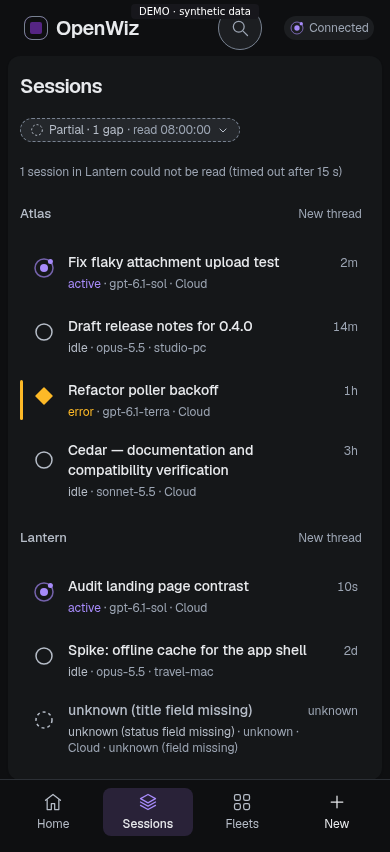 DEMO · synthetic data
OpenWiz
Connected
Sessions
Partial · 1 gap · read 08:00:00
1 session in Lantern could not be read (timed out after 15 s)
Atlas New thread
Fix flaky attachment upload test 2m
active · gpt-6.1-sol · Cloud
Draft release notes for 0.4.0 14m
idle · opus-5.5 · studio-pc
Refactor poller backoff 1h
error · gpt-6.1-terra · Cloud
Cedar — documentation and 3h
compatibility verification
idle · sonnet-5.5 · Cloud
Lantern New thread
Audit landing page contrast 10s
active · gpt-6.1-sol · Cloud
Spike: offline cache for the app shell 2d
idle · opus-5.5 · travel-mac
unknown (title field missing) unknown
unknown (status field missing) · unknown ·
Cloud · unknown (field missing)
Home Sessions Fleets New